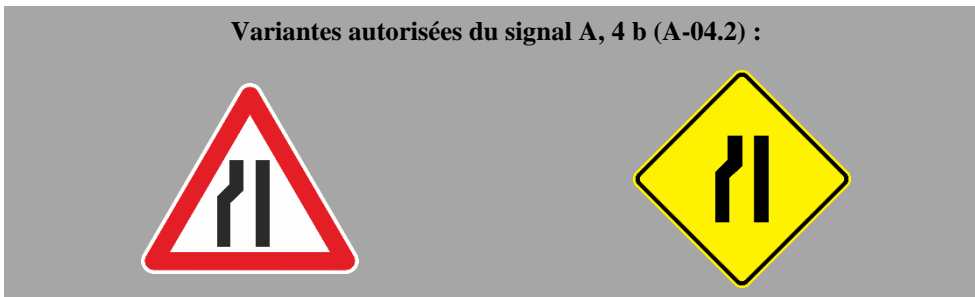 Variantes autorisées du signal A, 4 b (A-04.2) :